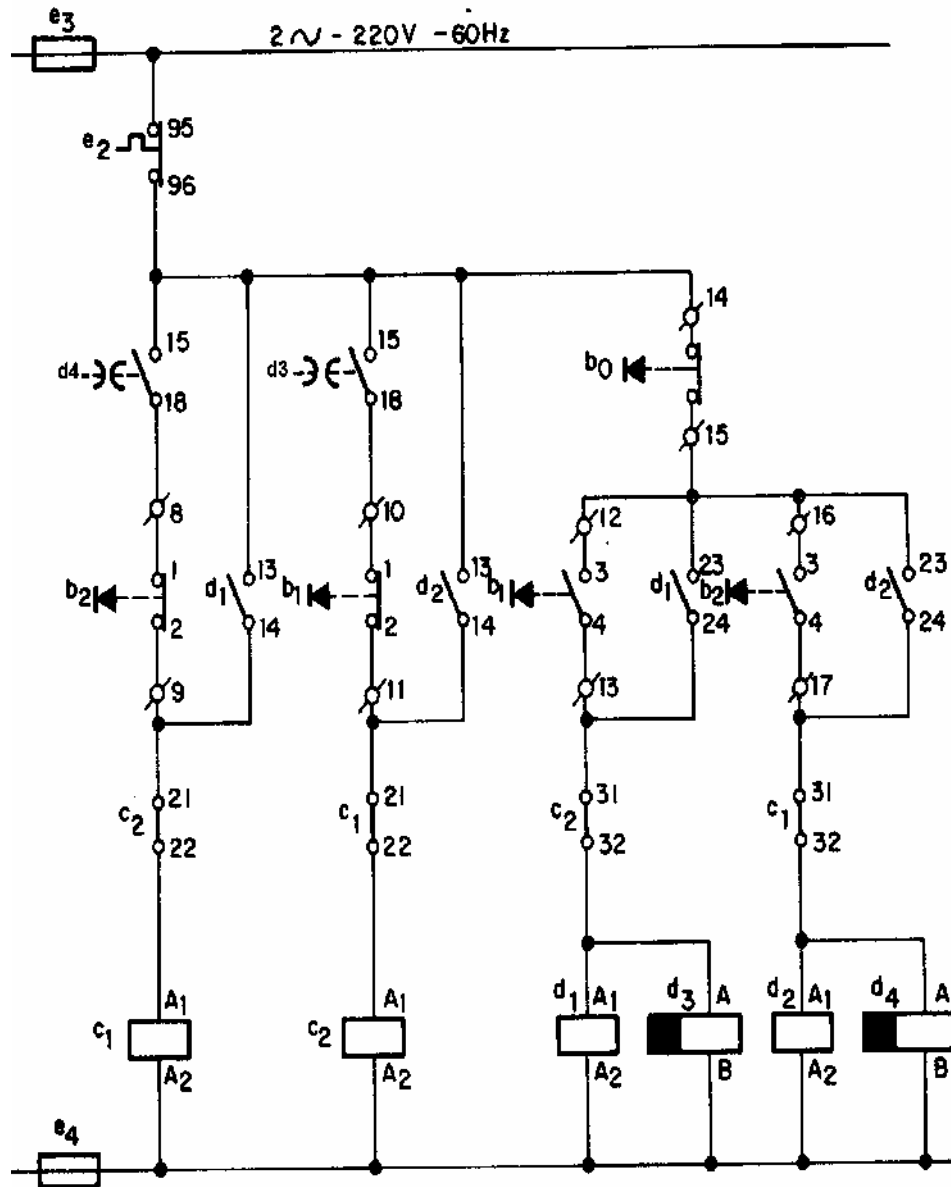 e3 2∿ - 220V - 60Hz
95
e2
96
14
15 15
d4 d3 b0
18 18
15
8 10 12 16
1 13 1 13 3 23 3 23
b2 d1 b1 d2 b1 d1 b2 d2
2 14 2 14 4 24 4 24
9 11 13 17
21 21 31 31
c2 c1 c2 c1
22 22 32 32
A1 A1 d1 A1 d3 A d2 A1 d4 A
c1 c2
A2 A2 A2 B A2 B
e4